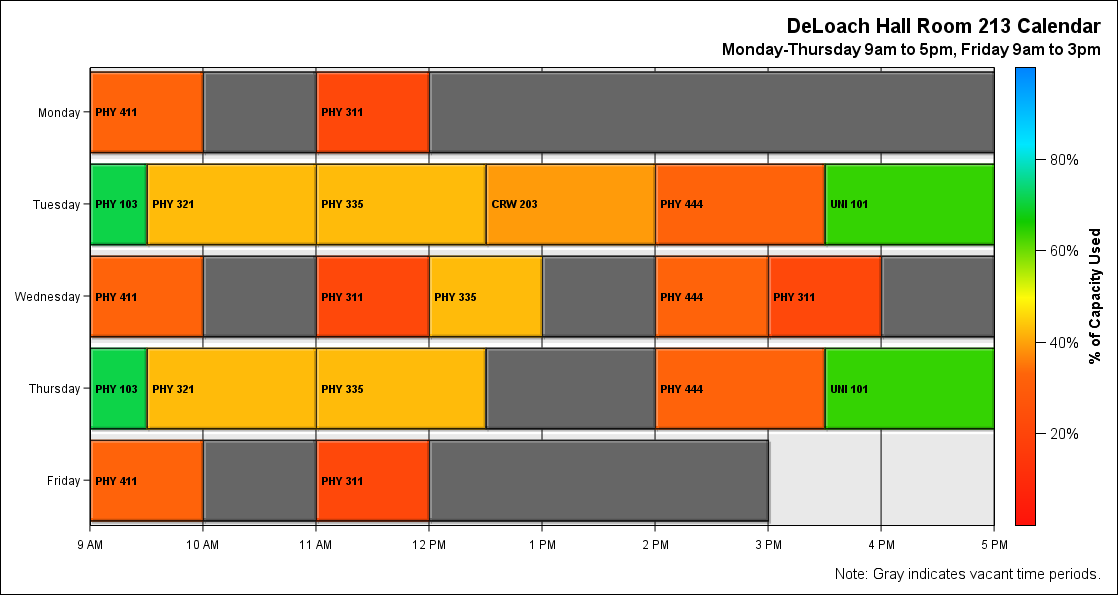 DeLoach Hall Room 213 Calendar
Monday-Thursday 9am to 5pm, Friday 9am to 3pm
Monday PHY 411 PHY 311
80%
Tuesday PHY 103 PHY 321 PHY 335 CRW 203 PHY 444 UNI 101
60%
Wednesday PHY 411 PHY 311 PHY 335 PHY 444 PHY 311
% of Capacity Used
40%
Thursday PHY 103 PHY 321 PHY 335 PHY 444 UNI 101
20%
Friday PHY 411 PHY 311
9 AM 10 AM 11 AM 12 PM 1 PM 2 PM 3 PM 4 PM 5 PM
Note: Gray indicates vacant time periods.